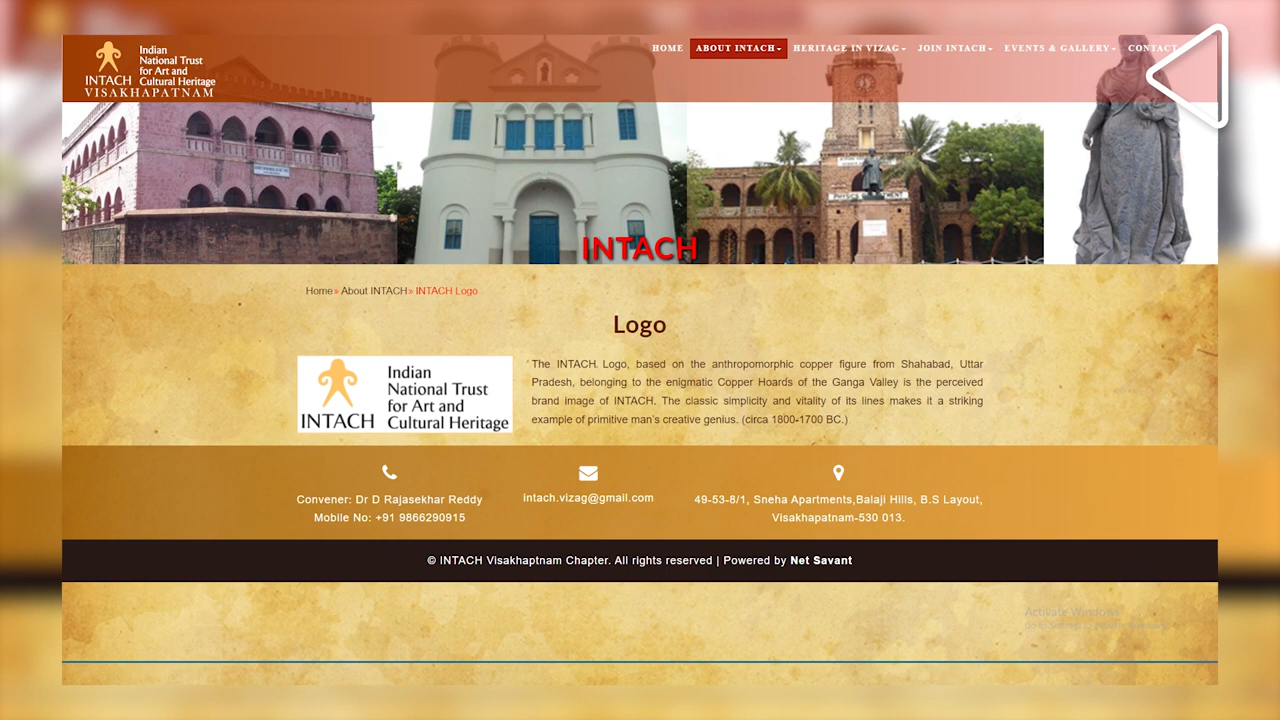 Indian
National Trust
for Art and
Cultural Heritage
INTACH
VISAKHAPATNAM
HOME ABOUT INTACH HERITAGE IN VIZAG JOIN INTACH EVENTS & GALLERY CONTACT
INTACH
Home» About INTACH» INTACH Logo
Logo
Indian
National Trust
for Art and
Cultural Heritage
INTACH
The INTACH Logo, based on the anthropomorphic copper figure from Shahabad, Uttar
Pradesh, belonging to the enigmatic Copper Hoards of the Ganga Valley is the perceived
brand image of INTACH. The classic simplicity and vitality of its lines makes it a striking
example of primitive man's creative genius. (circa 1800-1700 BC.)
Convener: Dr D Rajasekhar Reddy
Mobile No: +91 9866290915
intach.vizag@gmail.com
49-53-8/1, Sneha Apartments,Balaji Hills, B.S Layout,
Visakhapatnam-530 013.
© INTACH Visakhaptnam Chapter. All rights reserved | Powered by Net Savant
Activate Windows